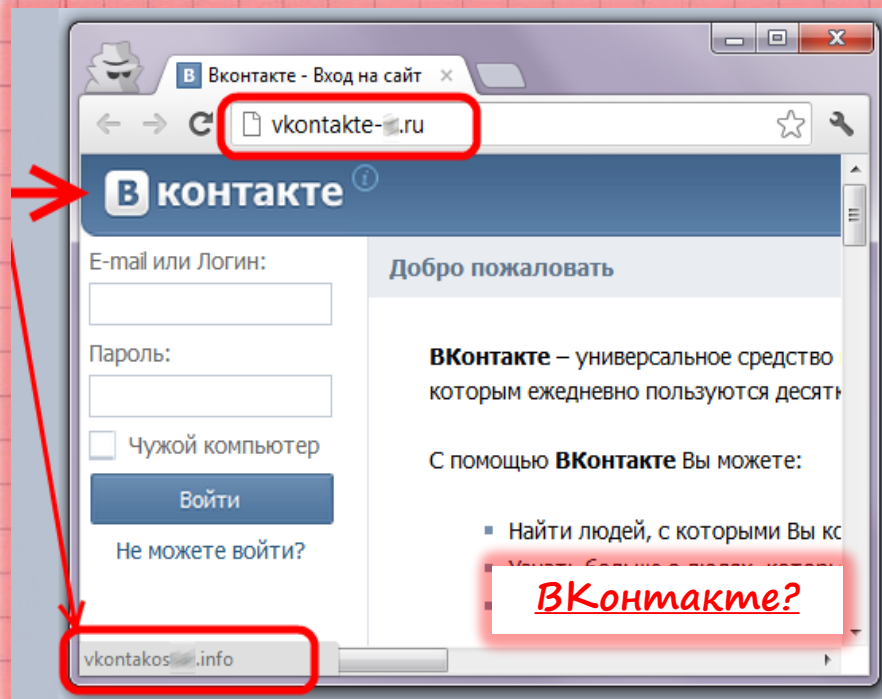 Вконтакте - Вход на сайт
vkontakte-.ru
В контакте
E-mail или Логин:
Пароль:
Чужой компьютер
Войти
Не можете войти?
Добро пожаловать
ВКонтакте – универсальное средство
которым ежедневно пользуются десятк
С помощью ВКонтакте Вы можете:
Найти людей, с которыми Вы ко
ВКонтакте?
vkontakos.info